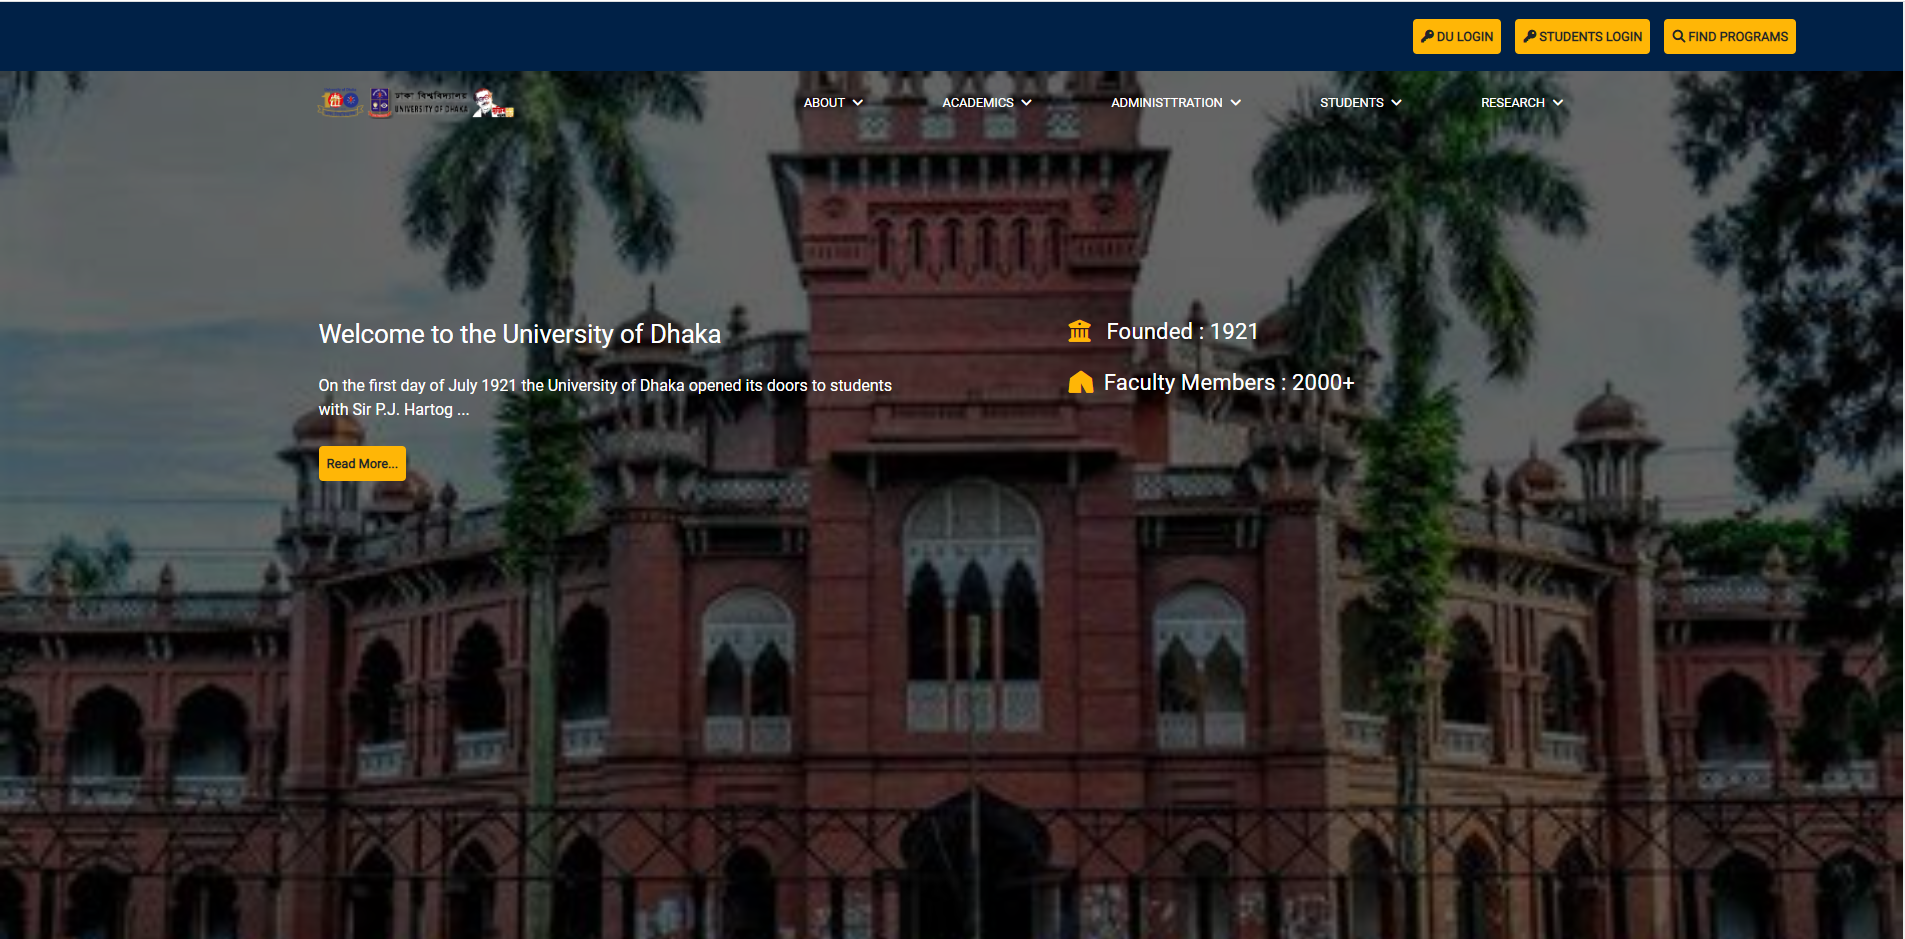 DU LOGIN
STUDENTS LOGIN
FIND PROGRAMS
ঢাকা বিশ্ববিদ্যালয়
UNIVERSITY OF DHAKA
ABOUT
ACADEMICS
ADMINISTTRATION
STUDENTS
RESEARCH
Welcome to the University of Dhaka
On the first day of July 1921 the University of Dhaka opened its doors to students
with Sir P.J. Hartog ...
Read More...
Founded : 1921
Faculty Members : 2000+